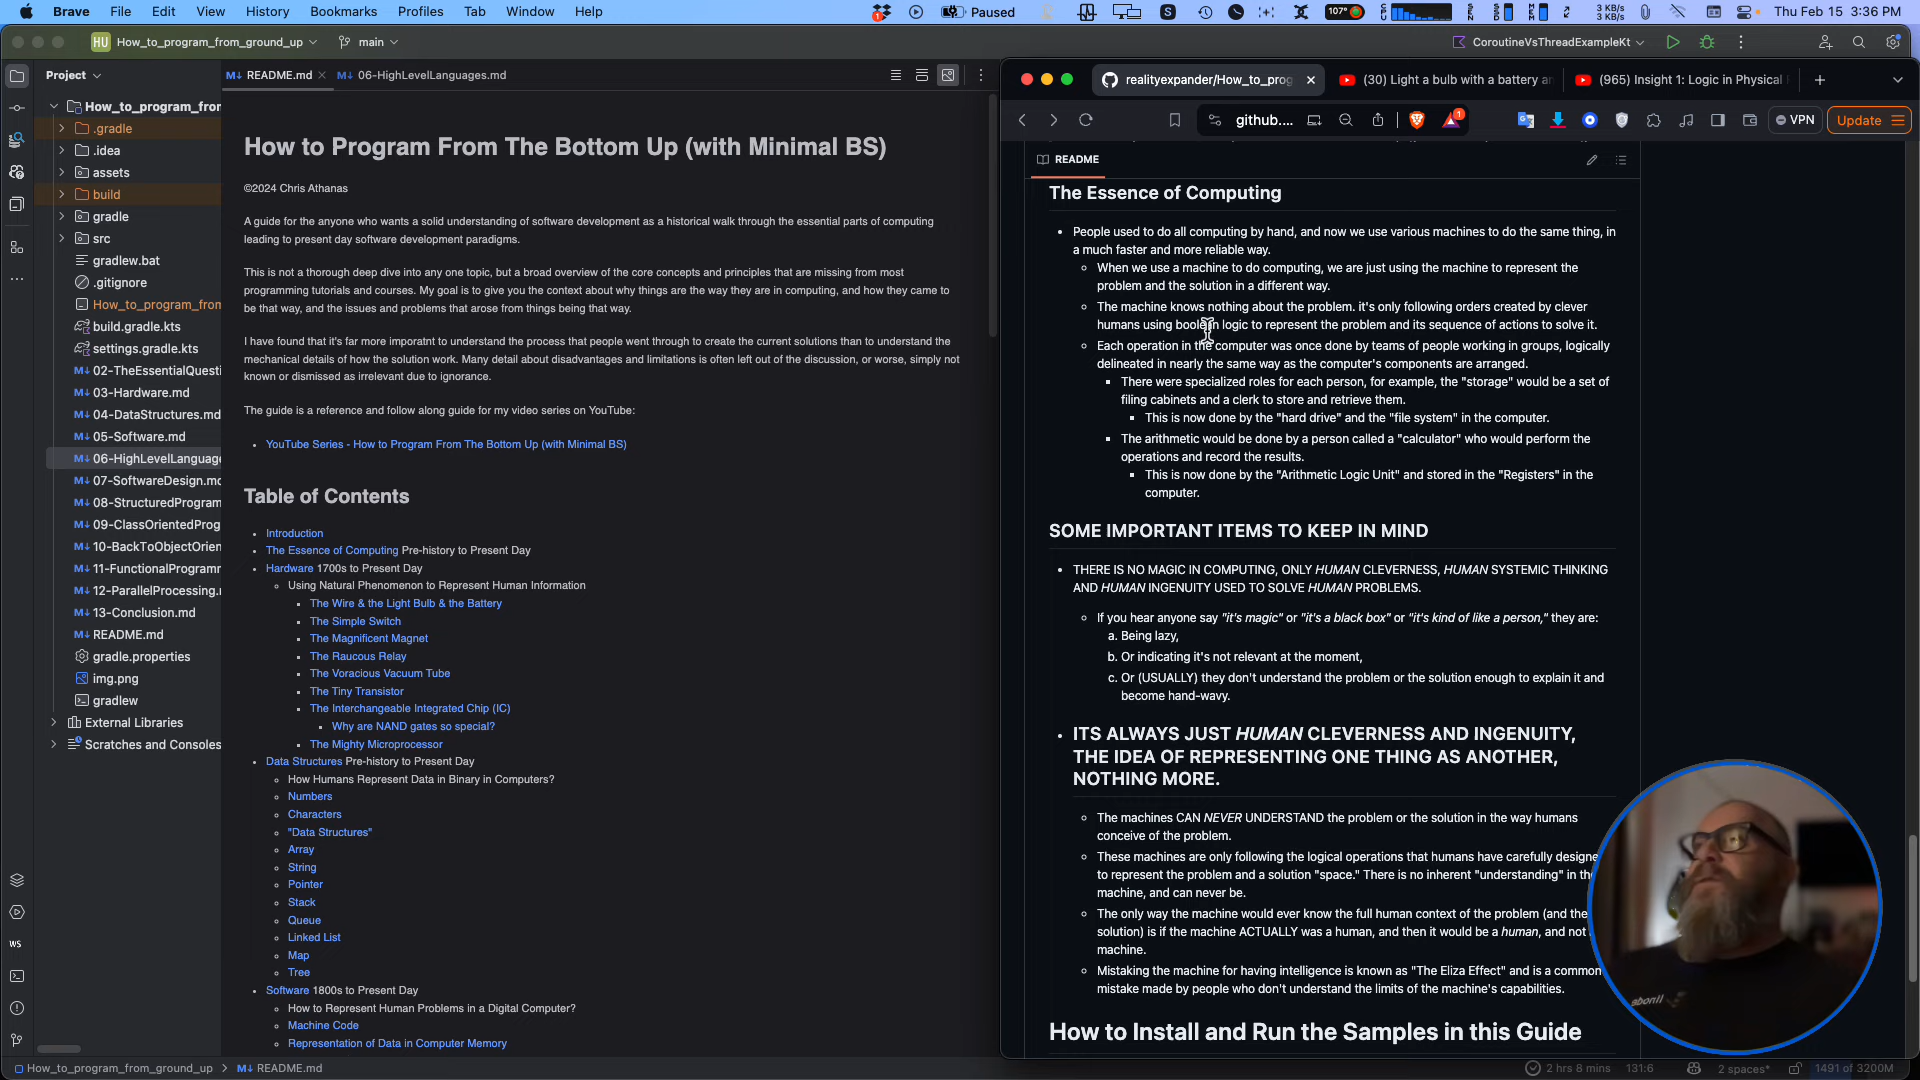 Brave File Edit View History Bookmarks Profiles Tab Window Help
Paused 107° 3 KB/s 3 KB/s Thu Feb 15 3:36 PM
HU How_to_program_from_ground_up main
CoroutineVsThreadExampleKt
Project
How_to_program_fror
.gradle
.idea
assets
build
gradle
src
gradlew.bat
.gitignore
How_to_program_from
build.gradle.kts
settings.gradle.kts
02-TheEssentialQuesti
03-Hardware.md
04-DataStructures.md
05-Software.md
06-HighLevelLanguage
07-SoftwareDesign.md
08-StructuredProgram
09-ClassOrientedProg
10-BackToObjectOrien
11-FunctionalProgramm
12-ParallelProcessing.
13-Conclusion.md
README.md
gradle.properties
img.png
gradlew
External Libraries
Scratches and Consoles
README.md
06-HighLevelLanguages.md
How to Program From The Bottom Up (with Minimal BS)
©2024 Chris Athanas
A guide for the anyone who wants a solid understanding of software development as a historical walk through the essential parts of computing
leading to present day software development paradigms.
This is not a thorough deep dive into any one topic, but a broad overview of the core concepts and principles that are missing from most
programming tutorials and courses. My goal is to give you the context about why things are the way they are in computing, and how they came to
be that way, and the issues and problems that arose from things being that way.
I have found that it's far more imporatnt to understand the process that people went through to create the current solutions than to understand the
mechanical details of how the solution work. Many detail about disadvantages and limitations is often left out of the discussion, or worse, simply not
known or dismissed as irrelevant due to ignorance.
The guide is a reference and follow along guide for my video series on YouTube:
YouTube Series - How to Program From The Bottom Up (with Minimal BS)
Table of Contents
Introduction
The Essence of Computing Pre-history to Present Day
Hardware 1700s to Present Day
Using Natural Phenomenon to Represent Human Information
The Wire & the Light Bulb & the Battery
The Simple Switch
The Magnificent Magnet
The Raucous Relay
The Voracious Vacuum Tube
The Tiny Transistor
The Interchangeable Integrated Chip (IC)
Why are NAND gates so special?
The Mighty Microprocessor
Data Structures Pre-history to Present Day
How Humans Represent Data in Binary in Computers?
Numbers
Characters
"Data Structures"
Array
String
Pointer
Stack
Queue
Linked List
Map
Tree
Software 1800s to Present Day
How to Represent Human Problems in a Digital Computer?
Machine Code
Representation of Data in Computer Memory
realityexpander/How_to_prog
(30) Light a bulb with a battery ar
(965) Insight 1: Logic in Physical
github....
VPN
Update
README
The Essence of Computing
People used to do all computing by hand, and now we use various machines to do the same thing, in
a much faster and more reliable way.
When we use a machine to do computing, we are just using the machine to represent the
problem and the solution in a different way.
The machine knows nothing about the problem. it's only following orders created by clever
humans using boolean logic to represent the problem and its sequence of actions to solve it.
Each operation in the computer was once done by teams of people working in groups, logically
delineated in nearly the same way as the computer's components are arranged.
There were specialized roles for each person, for example, the "storage" would be a set of
filing cabinets and a clerk to store and retrieve them.
This is now done by the "hard drive" and the "file system" in the computer.
The arithmetic would be done by a person called a "calculator" who would perform the
operations and record the results.
This is now done by the "Arithmetic Logic Unit" and stored in the "Registers" in the
computer.
SOME IMPORTANT ITEMS TO KEEP IN MIND
THERE IS NO MAGIC IN COMPUTING, ONLY HUMAN CLEVERNESS, HUMAN SYSTEMIC THINKING
AND HUMAN INGENUITY USED TO SOLVE HUMAN PROBLEMS.
If you hear anyone say "it's magic" or "it's a black box" or "it's kind of like a person," they are:
a. Being lazy,
b. Or indicating it's not relevant at the moment,
c. Or (USUALLY) they don't understand the problem or the solution enough to explain it and
become hand-wavy.
ITS ALWAYS JUST HUMAN CLEVERNESS AND INGENUITY,
THE IDEA OF REPRESENTING ONE THING AS ANOTHER,
NOTHING MORE.
The machines CAN NEVER UNDERSTAND the problem or the solution in the way humans
conceive of the problem.
These machines are only following the logical operations that humans have carefully designe
to represent the problem and a solution "space." There is no inherent "understanding" in th
machine, and can never be.
The only way the machine would ever know the full human context of the problem (and the
solution) is if the machine ACTUALLY was a human, and then it would be a human, and not
machine.
Mistaking the machine for having intelligence is known as "The Eliza Effect" and is a common
mistake made by people who don't understand the limits of the machine's capabilities.
How to Install and Run the Samples in this Guide
How_to_program_from_ground_up README.md
2 hrs 8 mins 131:6 2 spaces* 1491 of 3200M